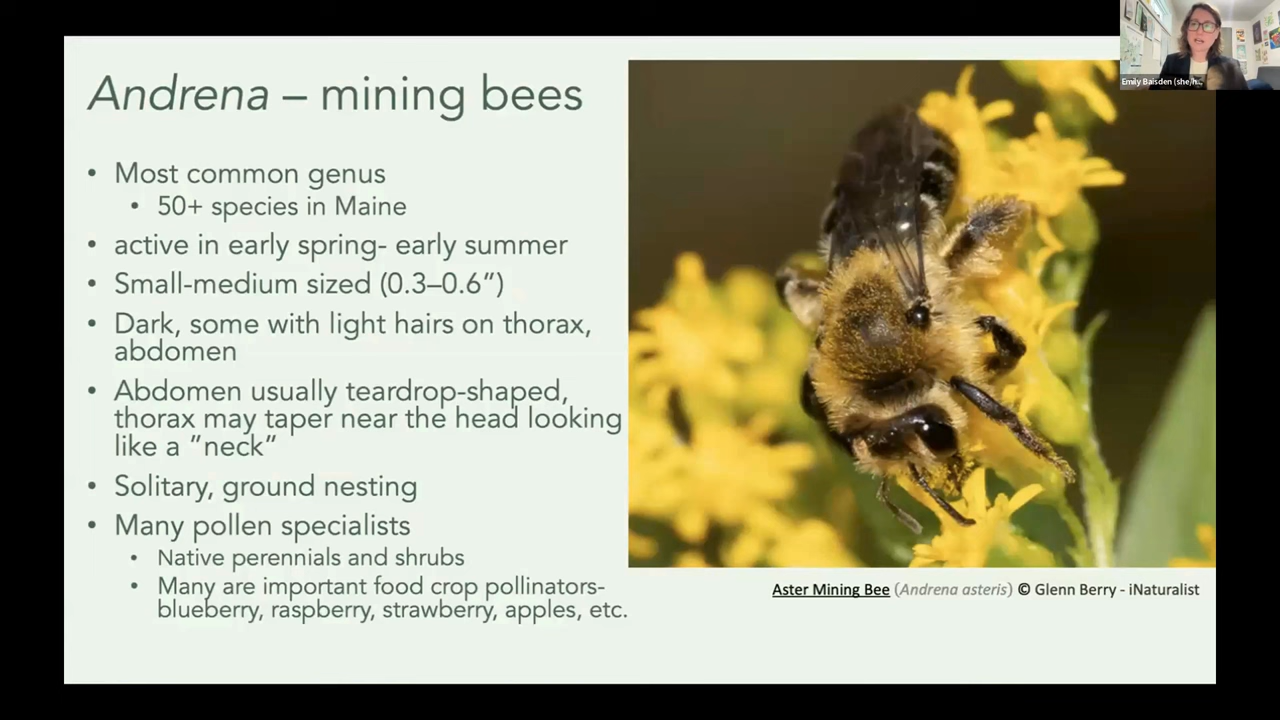 Andrena – mining bees
• Most common genus
• 50+ species in Maine
• active in early spring- early summer
• Small-medium sized (0.3–0.6”)
• Dark, some with light hairs on thorax,
abdomen
• Abdomen usually teardrop-shaped,
thorax may taper near the head looking
like a ”neck”
• Solitary, ground nesting
• Many pollen specialists
• Native perennials and shrubs
• Many are important food crop pollinators-
blueberry, raspberry, strawberry, apples, etc.
Aster Mining Bee (Andrena asteris) © Glenn Berry - iNaturalist
Emily Baisden (she/h...